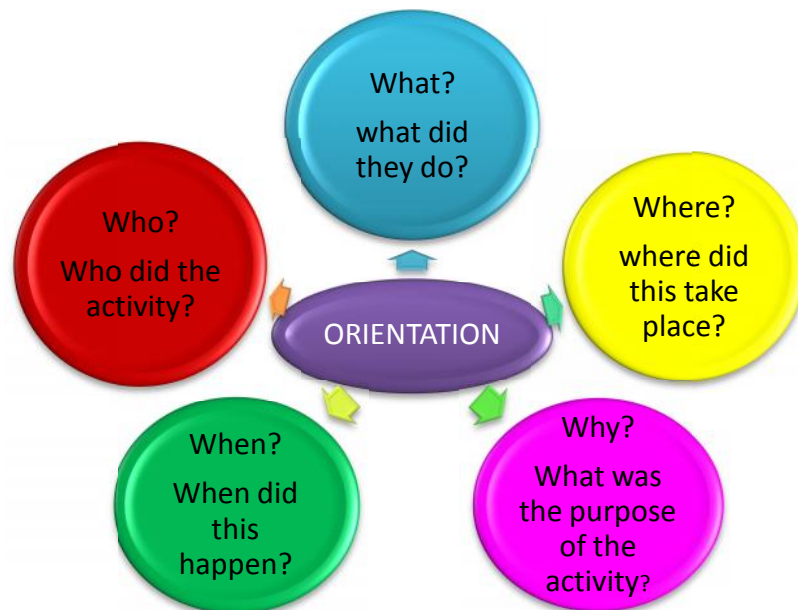 What?
what did
they do?
Who?
Who did the
activity?
Where?
where did
this take
place?
ORIENTATION
When?
When did
this
happen?
Why?
What was
the purpose
of the
activity?